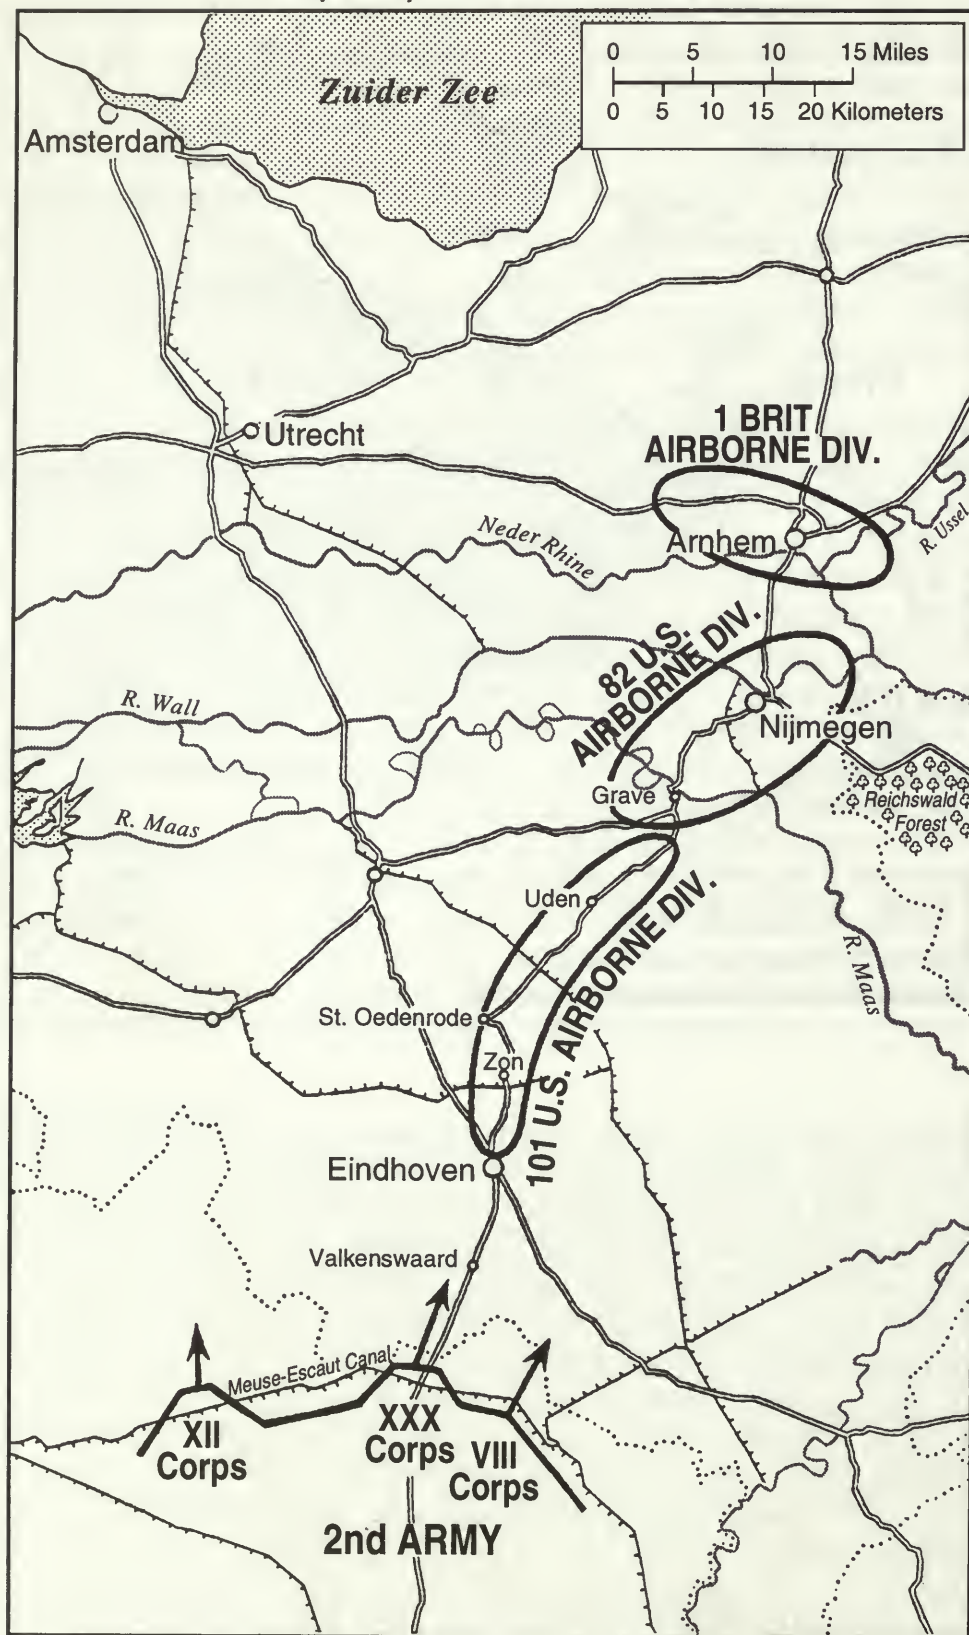 0 5 10 15 Miles
0 5 10 15 20 Kilometers
Zuider Zee
Amsterdam
Utrecht
1 BRIT
AIRBORNE DIV.
Arnhem
R. Ussel
Neder Rhine
82 U.S.
AIRBORNE DIV.
R. Wall
Nijmegen
Grave
Reichswald
Forest
R. Maas
Uden
101 U.S. AIRBORNE DIV.
R. Maas
St. Oedenrode
Zon
Eindhoven
Valkenswaard
Meuse-Escaut Canal
XII
Corps
XXX
Corps
VIII
Corps
2nd ARMY